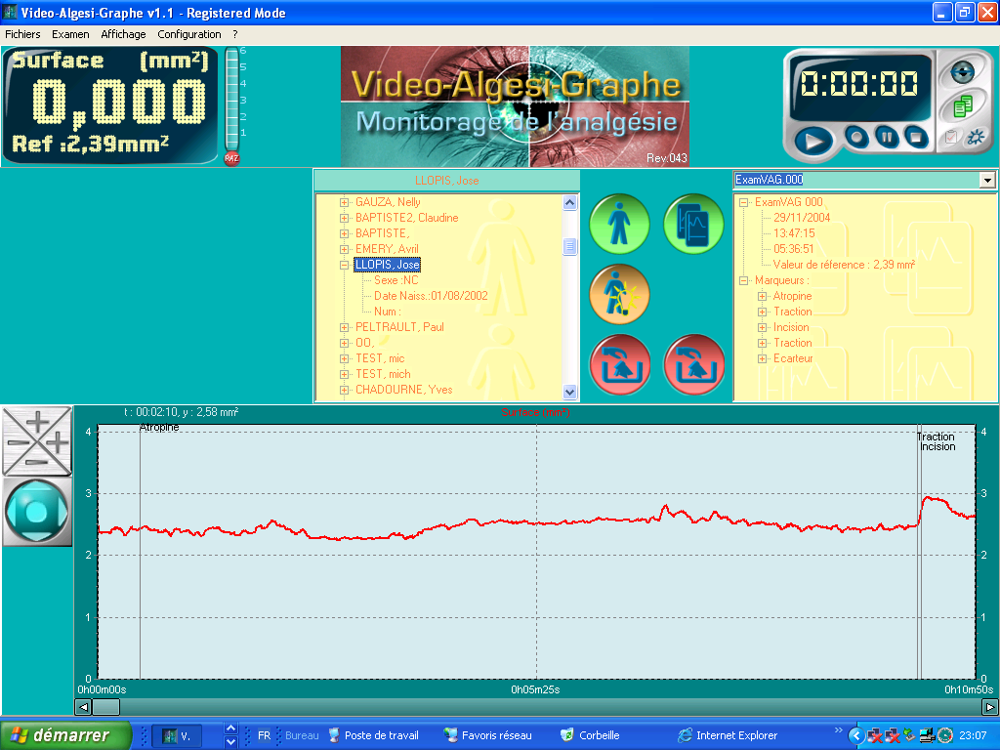 Video-Algesi-Graphe v1.1 - Registered Mode
Fichiers Examen Affichage Configuration ?
Surface (mm²)
0,000
Ref :2,39mm²
6
5
4
3
2
1
RAZ
Video-Algesi-Graphe
Monitorage de l'analgésie
Rev.043
0:00:00
LLOPIS, Jose
GAUZA, Nelly
BAPTISTE2, Claudine
BAPTISTE,
EMERY, Avril
LLOPIS, Jose
Sexe :NC
Date Naiss.:01/08/2002
Num :
PELTRAULT, Paul
OO,
TEST, mic
TEST, mich
CHADOURNE, Yves
ExamVAG.000
ExamVAG 000
29/11/2004
13:47:15
05:36:51
Valeur de réference : 2,39 mm²
Marqueurs :
Atropine
Traction
Incision
Traction
Ecarteur
t : 00:02:10, y : 2,58 mm²
Surface (mm²)
Atropine
Traction
Incision
4 4
3 3
2 2
1 1
0 0
0h00m00s 0h05m25s 0h10m50s
démarrer V. FR Bureau Poste de travail Favoris réseau Corbeille Internet Explorer 23:07